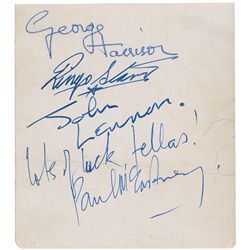 George
Harrison
Ringo Starr
John
Lennon.
lots of luck, fellas!
Paul McCartney.